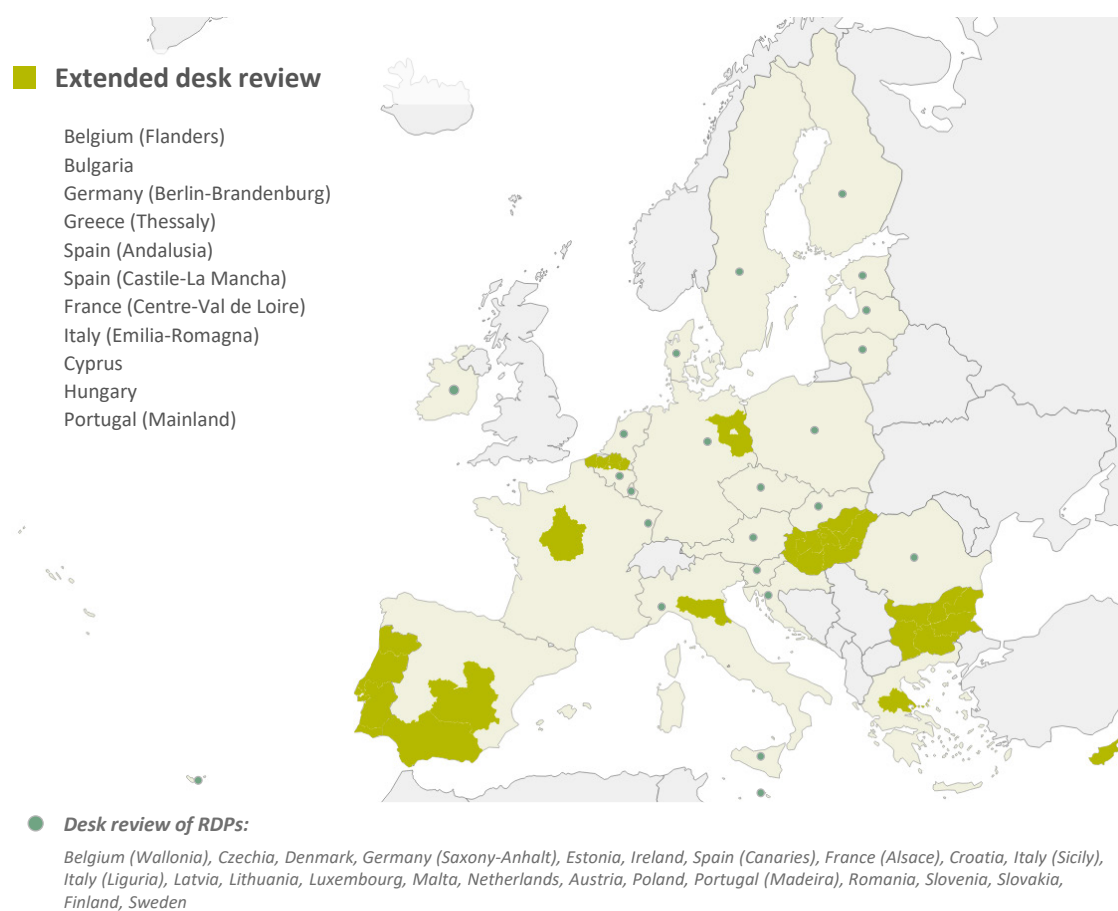 Extended desk review
Belgium (Flanders)
Bulgaria
Germany (Berlin-Brandenburg)
Greece (Thessaly)
Spain (Andalusia)
Spain (Castile-La Mancha)
France (Centre-Val de Loire)
Italy (Emilia-Romagna)
Cyprus
Hungary
Portugal (Mainland)
Desk review of RDPs:
Belgium (Wallonia), Czechia, Denmark, Germany (Saxony-Anhalt), Estonia, Ireland, Spain (Canaries), France (Alsace), Croatia, Italy (Sicily),
Italy (Liguria), Latvia, Lithuania, Luxembourg, Malta, Netherlands, Austria, Poland, Portugal (Madeira), Romania, Slovenia, Slovakia,
Finland, Sweden